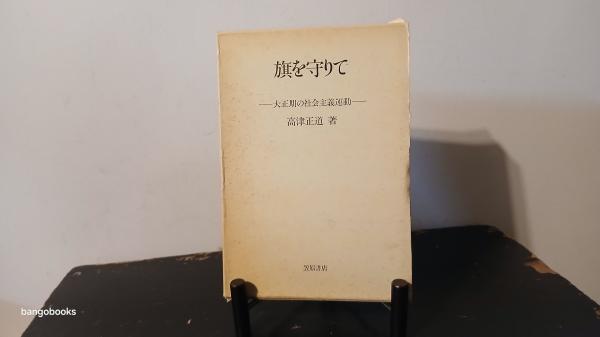 旗を守りて
―大正期の社会主義運動―
高津正道 著
笠原書店
bangobooks